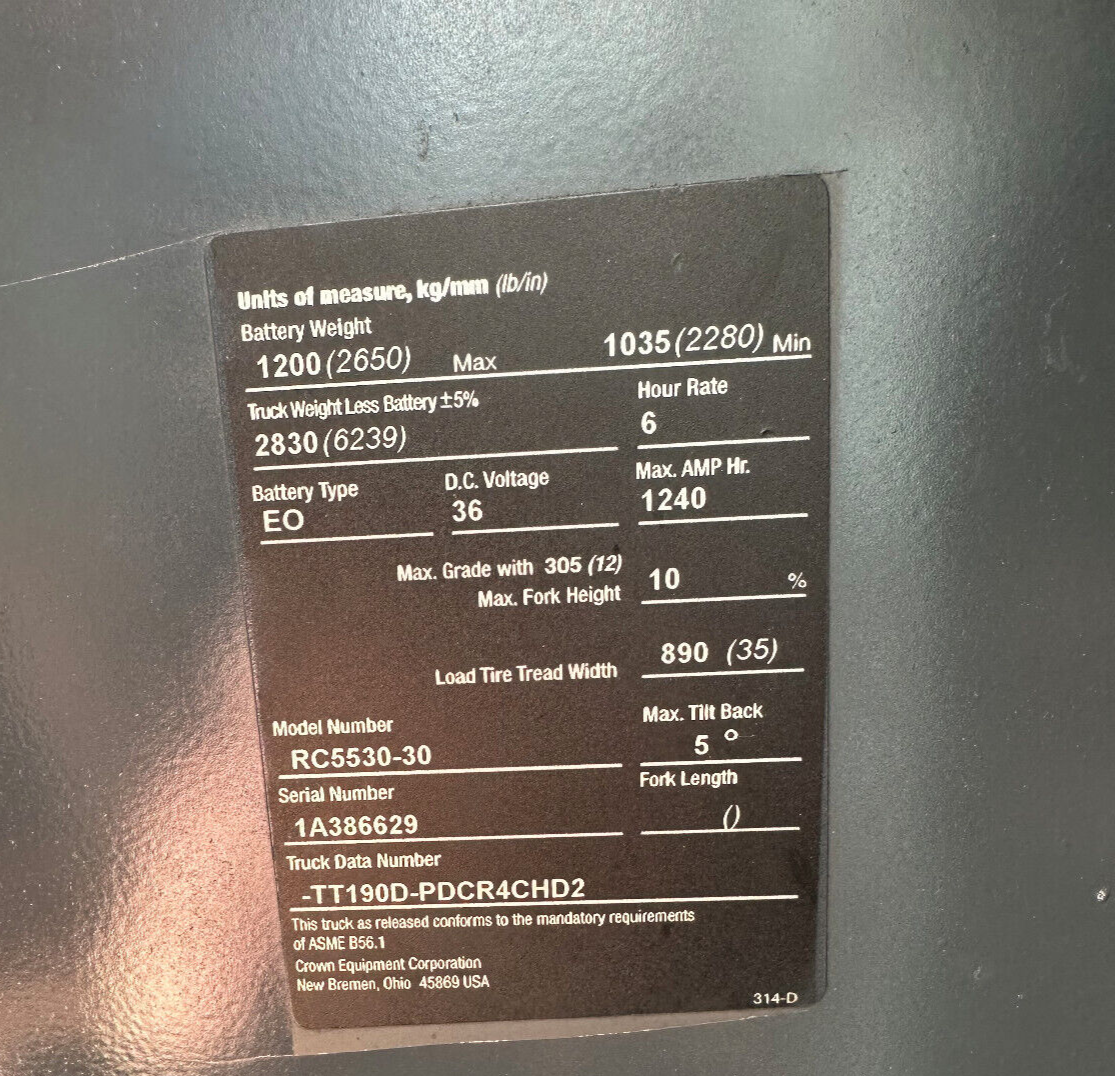 Units of measure, kg/mm (lb/in)
Battery Weight
1200 (2650) Max 1035 (2280) Min
Truck Weight Less Battery ±5% Hour Rate
2830 (6239) 6
Battery Type D.C. Voltage Max. AMP Hr.
EO 36 1240
Max. Grade with 305 (12)
Max. Fork Height 10 %
Load Tire Tread Width 890 (35)
Model Number Max. Tilt Back
RC5530-30 5 °
Serial Number Fork Length
1A386629 ()
Truck Data Number
-TT190D-PDCR4CHD2
This truck as released conforms to the mandatory requirements
of ASME B56.1
Crown Equipment Corporation
New Bremen, Ohio 45869 USA
314-D